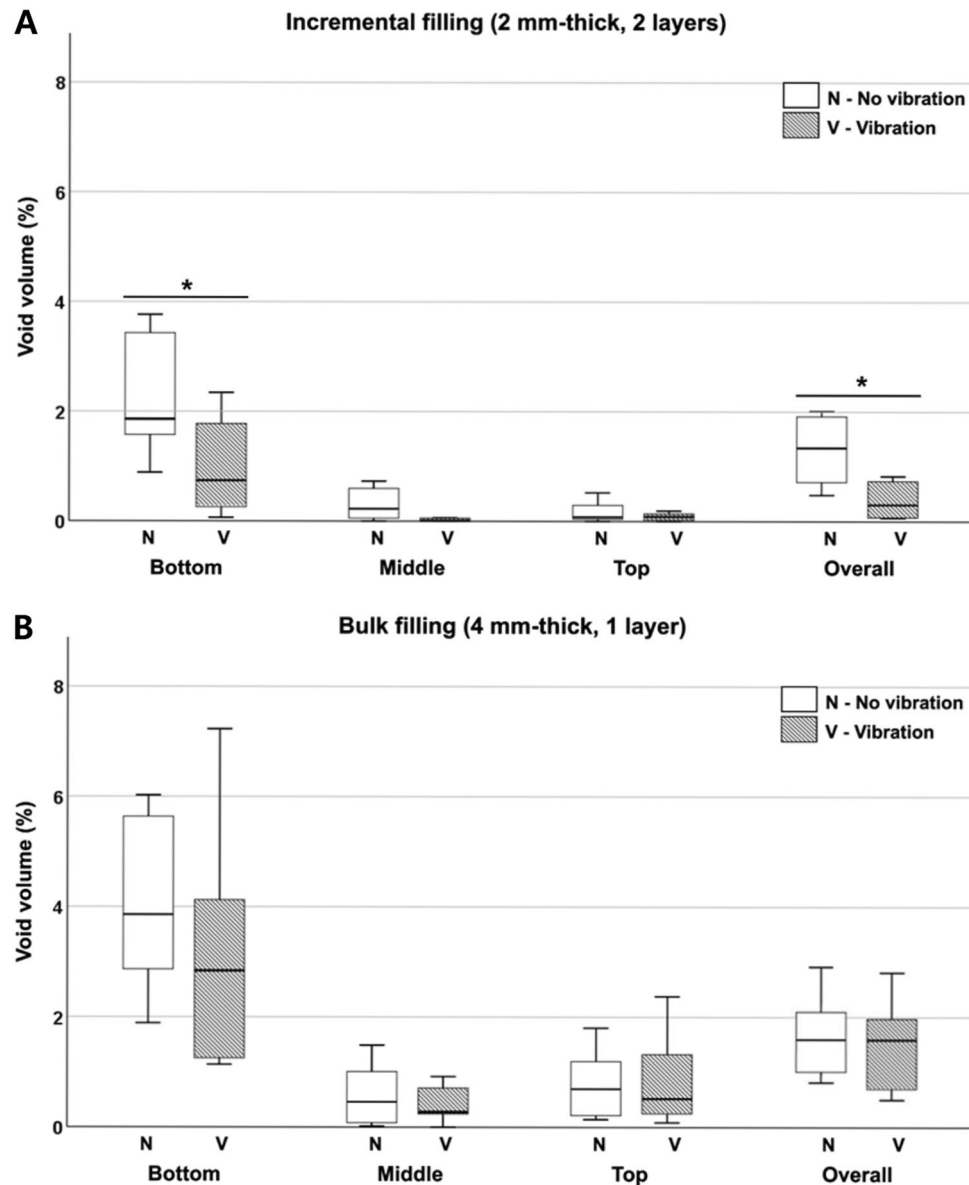 A
Incremental filling (2 mm-thick, 2 layers)
8
N - No vibration
V - Vibration
6
Void volume (%)
*
4
*
2
0
N V N V N V N V
Bottom Middle Top Overall
B
Bulk filling (4 mm-thick, 1 layer)
8
N - No vibration
V - Vibration
6
Void volume (%)
4
2
0
N V N V N V N V
Bottom Middle Top Overall